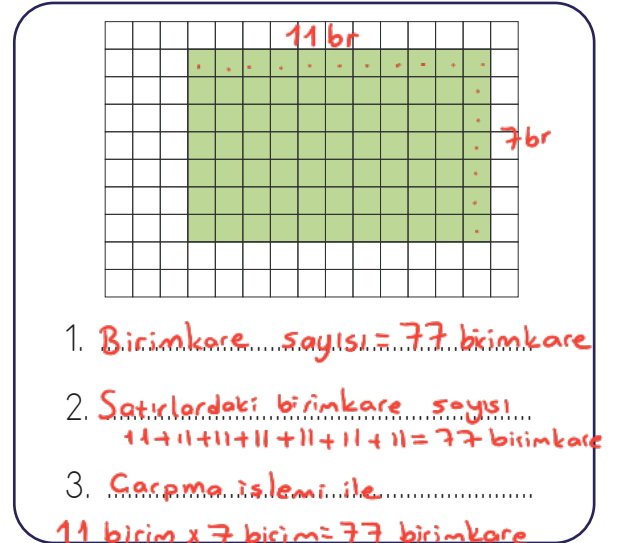 11 br
7br
1. Birimkare sayısı = 77 birimkare
2. Satırlardaki birimkare sayısı
11+11+11+11+11+11+11=77 birimkare
3. Çarpma işlemi ile
11 birim x 7 birim=77 birimkare